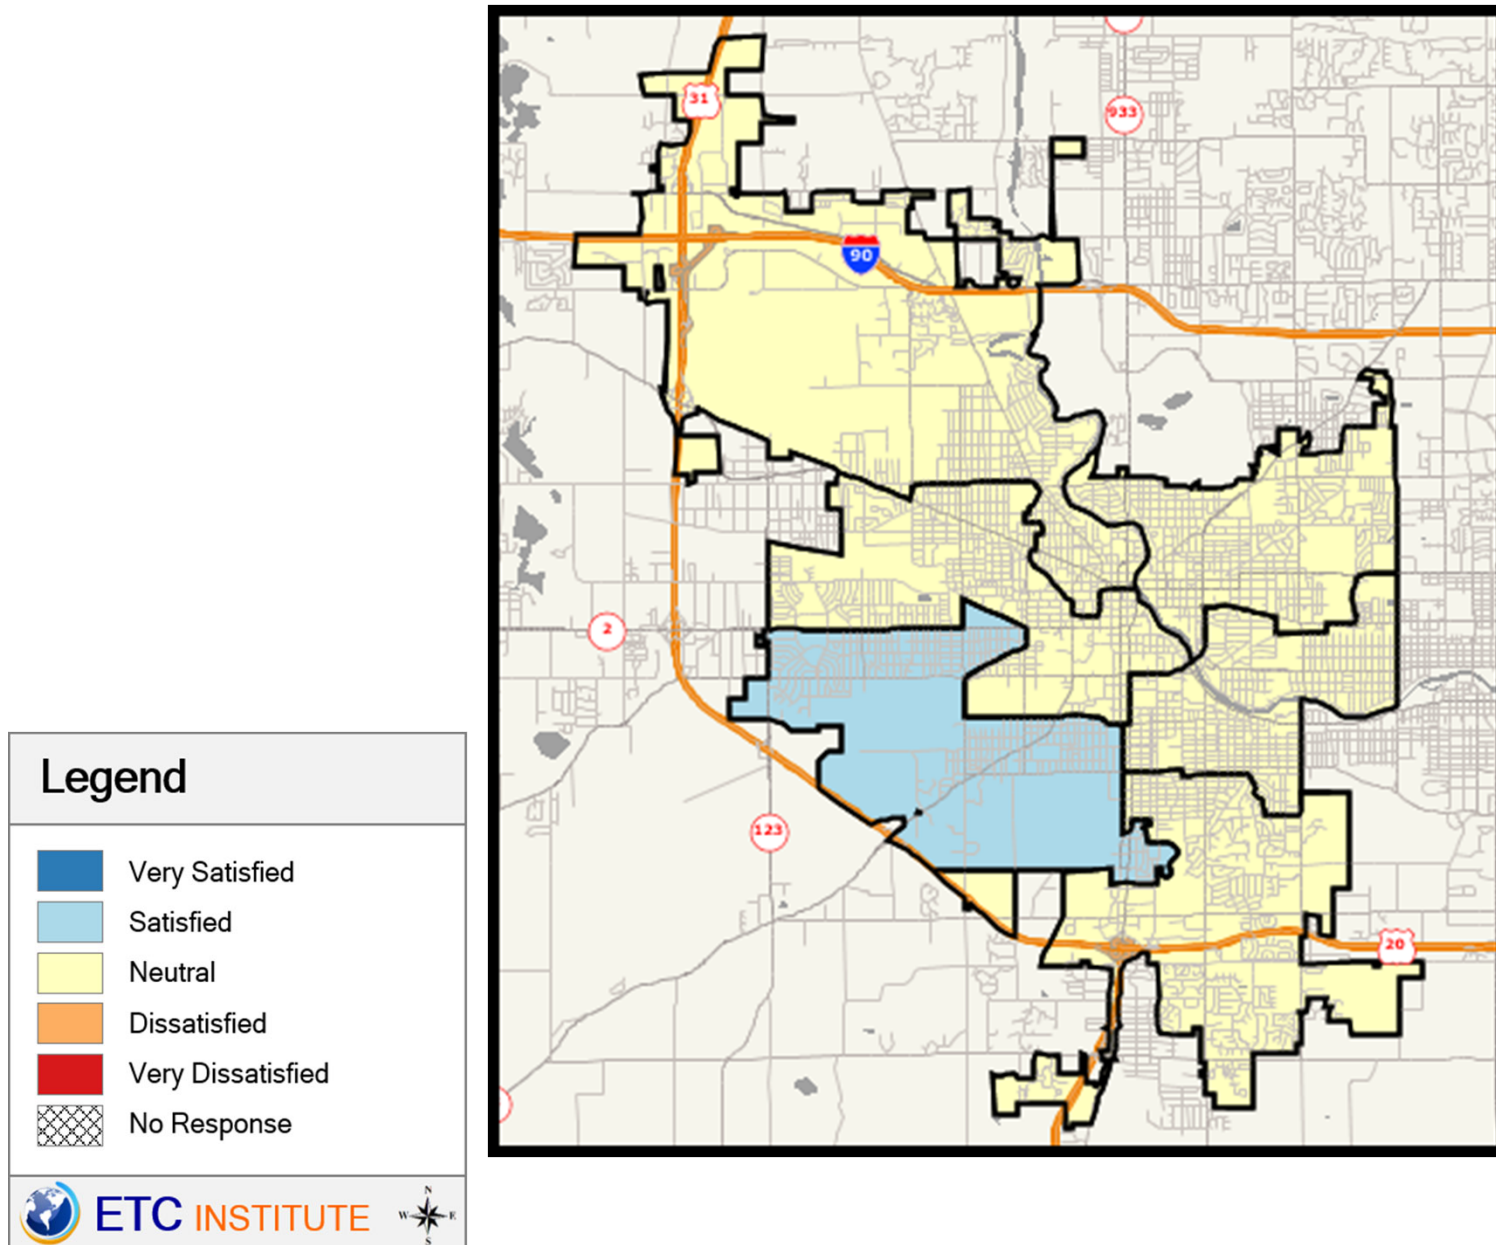 31
933
90
2
123
20
Legend
Very Satisfied
Satisfied
Neutral
Dissatisfied
Very Dissatisfied
No Response
ETC INSTITUTE
N
W E
S